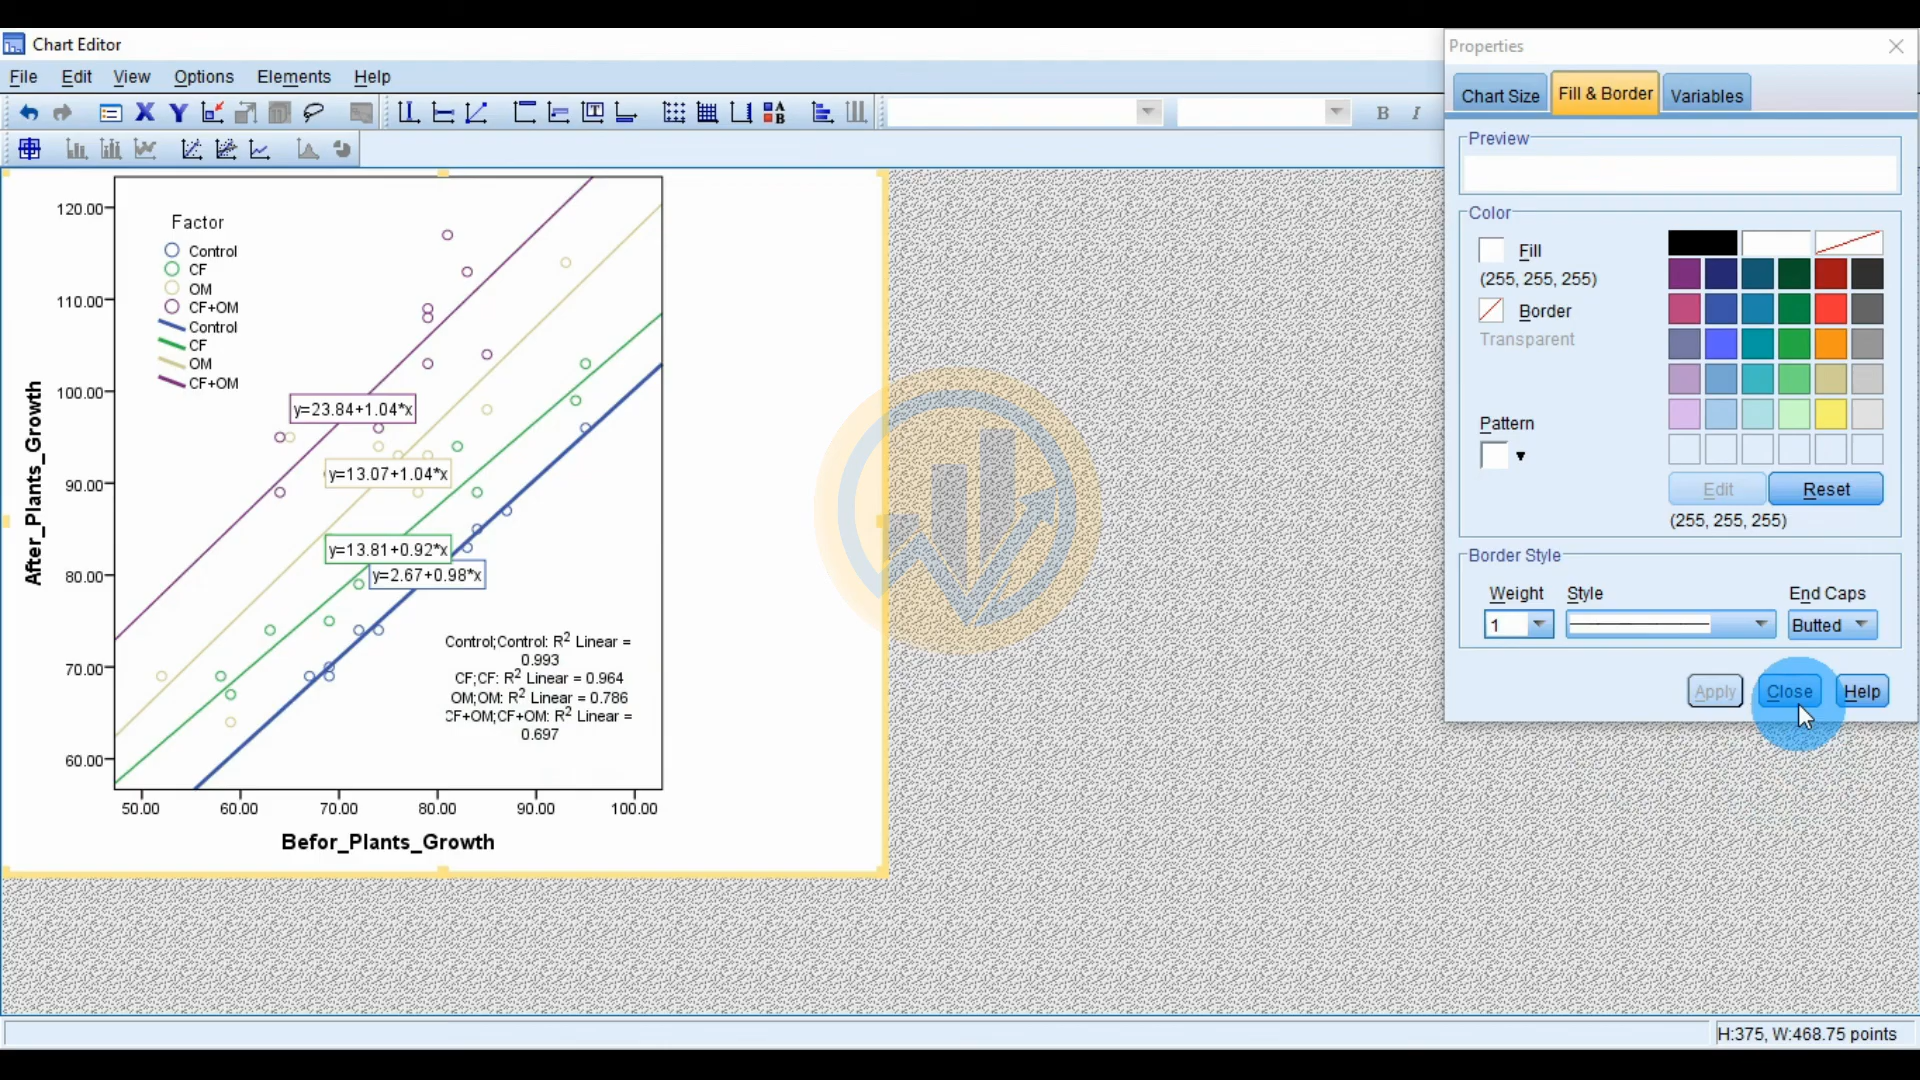 Chart Editor
File Edit View Options Elements Help
X Y T A B B I
120.00
110.00
100.00
90.00
80.00
70.00
60.00
After_Plants_Growth
Factor
Control
CF
OM
CF+OM
Control
CF
OM
CF+OM
y=23.84+1.04*x
y=13.07+1.04*x
y=13.81+0.92*x
y=2.67+0.98*x
Control;Control: R2 Linear =
0.993
CF;CF: R2 Linear = 0.964
OM;OM: R2 Linear = 0.786
CF+OM;CF+OM: R2 Linear =
0.697
50.00 60.00 70.00 80.00 90.00 100.00
Befor_Plants_Growth
Properties
Chart Size Fill & Border Variables
Preview
Color
Fill
(255, 255, 255)
Border
Transparent
Pattern
Edit Reset
(255, 255, 255)
Border Style
Weight Style End Caps
1 Butted
Apply Close Help
H:375, W:468.75 points